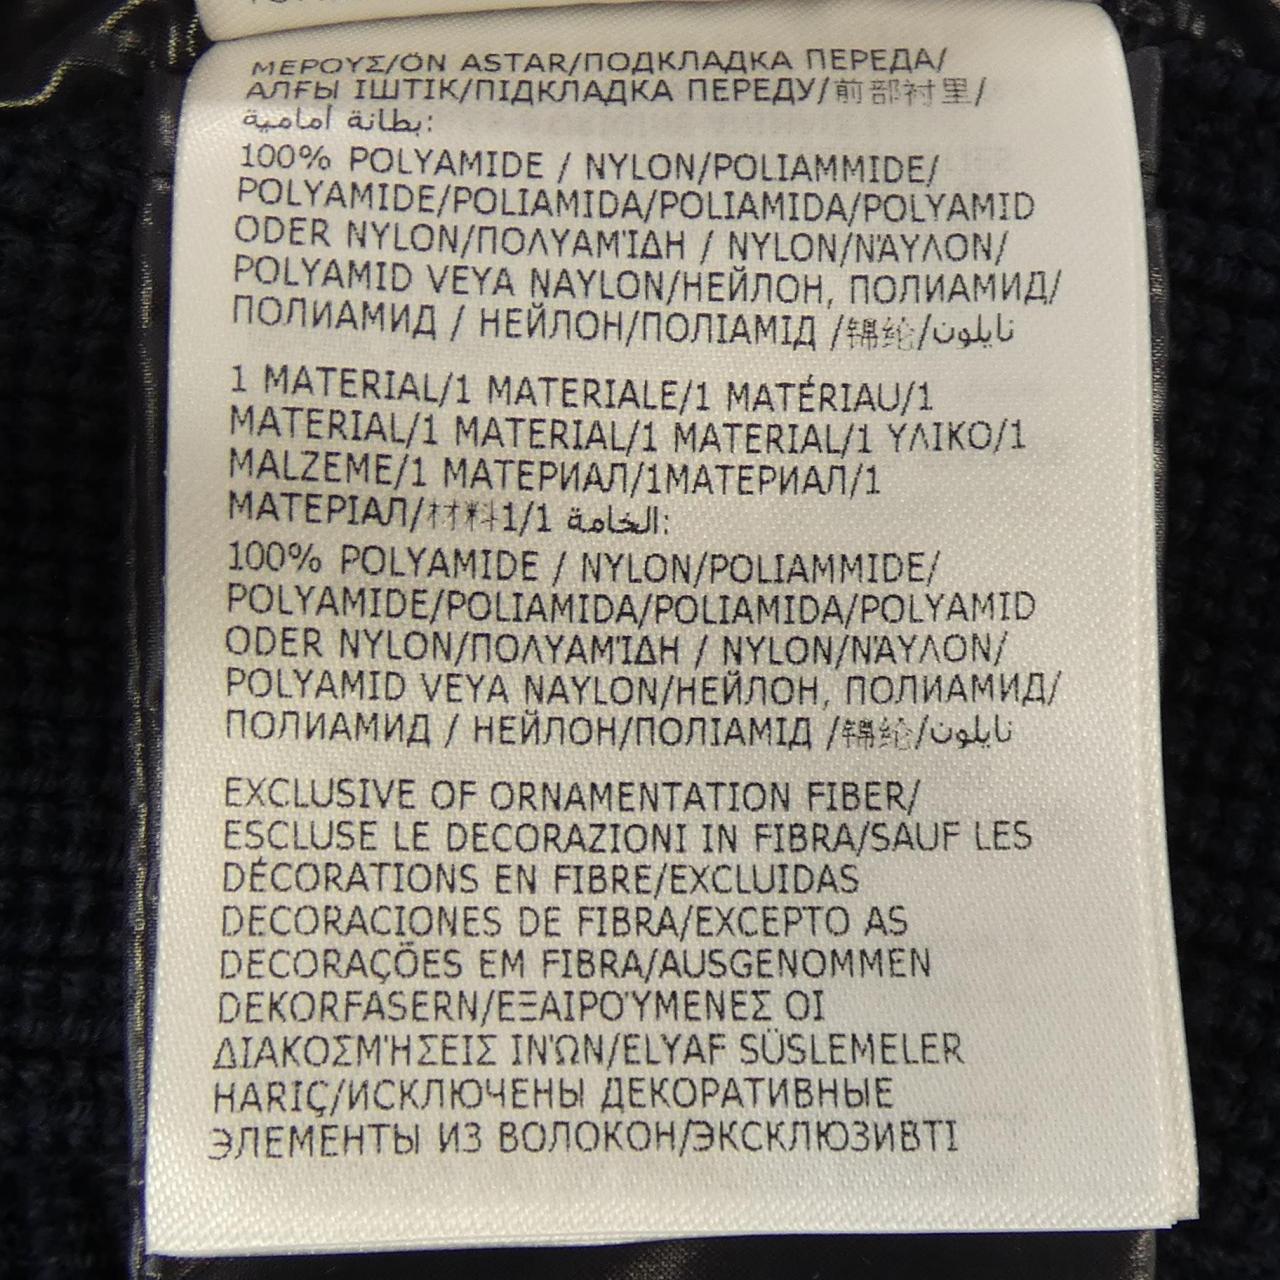 ΜΕΡΟΥΣ/ÖN ASTAR/ПОДКЛАДКА ПЕРЕДА/
АЛҒЫ ІШТІК/ПІДКЛАДКА ПЕРЕДУ/前部衬里/
بطانة أمامية:
100% POLYAMIDE / NYLON/POLIAMMIDE/
POLYAMIDE/POLIAMIDA/POLIAMIDA/POLYAMID
ODER NYLON/ΠΟΛΥΑΜΊΔΗ / NYLON/ΝΆΥΛΟΝ/
POLYAMID VEYA NAYLON/НЕЙЛОН, ПОЛИАМИД/
ПОЛИАМИД / НЕЙЛОН/ПОЛІАМІД /锦纶/نايلون
1 MATERIAL/1 MATERIALE/1 MATÉRIAU/1
MATERIAL/1 MATERIAL/1 MATERIAL/1 ΥΛΙΚΟ/1
MALZEME/1 МАТЕРИАЛ/1МАТЕРИАЛ/1
МАТЕРІАЛ/材料1/1 الخامة:
100% POLYAMIDE / NYLON/POLIAMMIDE/
POLYAMIDE/POLIAMIDA/POLIAMIDA/POLYAMID
ODER NYLON/ΠΟΛΥΑΜΊΔΗ / NYLON/ΝΆΥΛΟΝ/
POLYAMID VEYA NAYLON/НЕЙЛОН, ПОЛИАМИД/
ПОЛИАМИД / НЕЙЛОН/ПОЛІАМІД /锦纶/نايلون
EXCLUSIVE OF ORNAMENTATION FIBER/
ESCLUSE LE DECORAZIONI IN FIBRA/SAUF LES
DÉCORATIONS EN FIBRE/EXCLUIDAS
DECORACIONES DE FIBRA/EXCEPTO AS
DECORAÇÕES EM FIBRA/AUSGENOMMEN
DEKORFASERN/ΕΞΑΙΡΟΎΜΕΝΕΣ ΟΙ
ΔΙΑΚΟΣΜΉΣΕΙΣ ΙΝΏΝ/ELYAF SÜSLEMELER
HARIÇ/ИСКЛЮЧЕНЫ ДЕКОРАТИВНЫЕ
ЭЛЕМЕНТЫ ИЗ ВОЛОКОН/ЭКСКЛЮЗИВТІ